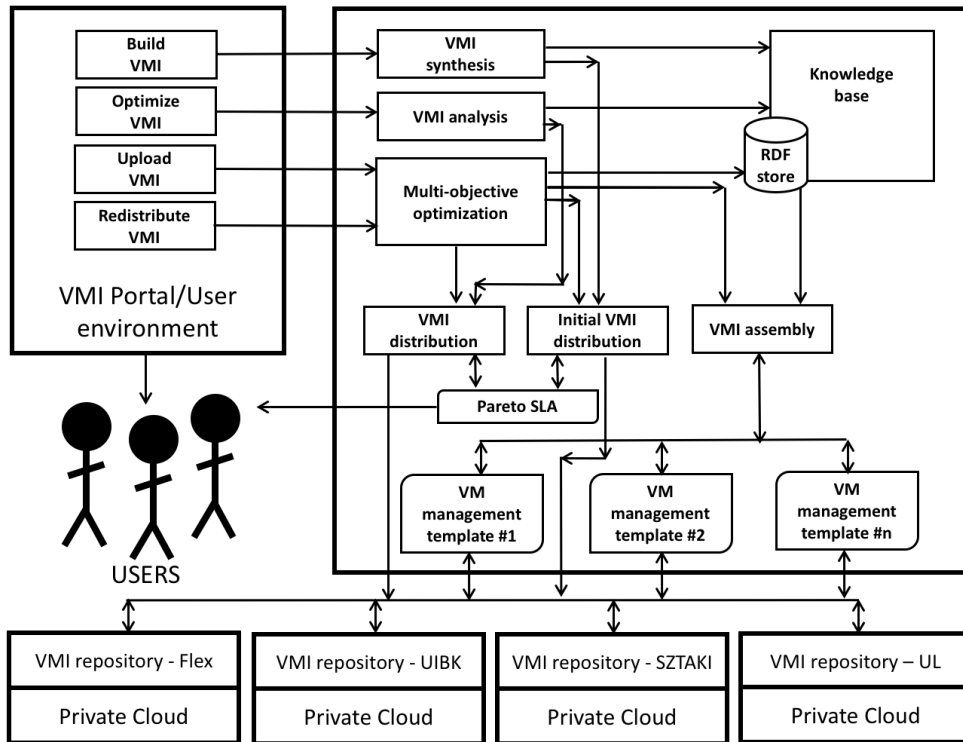 Build
VMI
Optimize
VMI
Upload
VMI
Redistribute
VMI
VMI Portal/User
environment
VMI
synthesis
VMI analysis
Multi-objective
optimization
Knowledge
base
RDF
store
VMI
distribution
Initial VMI
distribution
VMI assembly
Pareto SLA
VM
management
template #1
VM
management
template #2
VM
management
template #n
USERS
VMI repository - Flex
Private Cloud
VMI repository - UIBK
Private Cloud
VMI repository - SZTAKI
Private Cloud
VMI repository – UL
Private Cloud